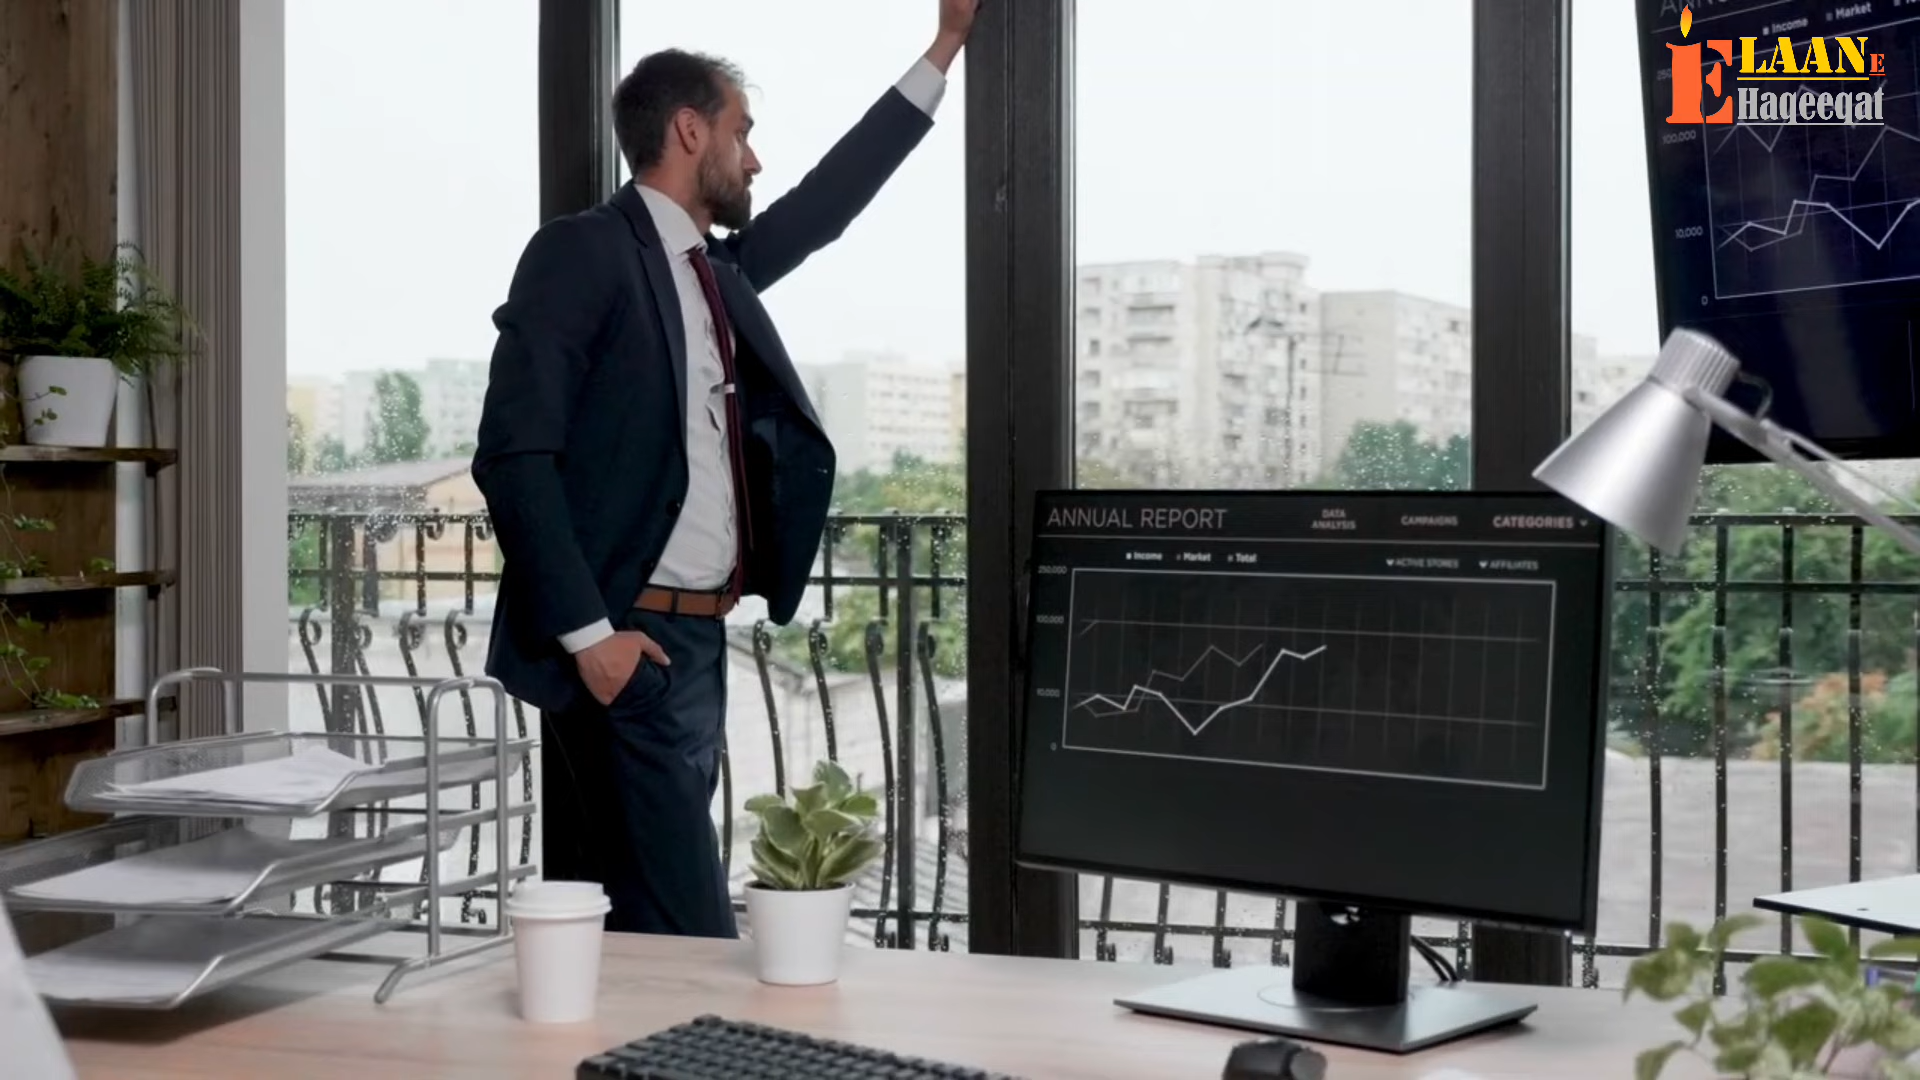 ELAAN E
Haqeeqat
Income Market
100,000
10,000
0
ANNUAL REPORT
DATA
ANALYSIS
CAMPAIGNS
CATEGORIES
Income Market Total
ACTIVE STORES
AFFILIATES
250,000
100,000
10,000
0